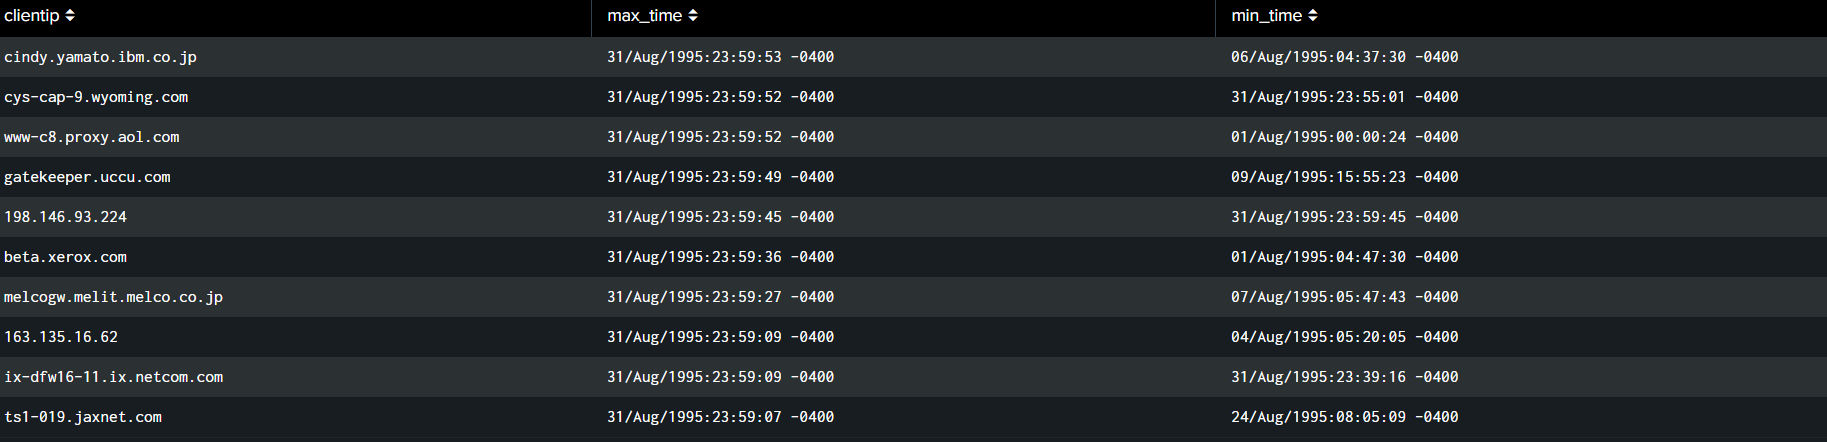 clientip max_time min_time
cindy.yamato.ibm.co.jp 31/Aug/1995:23:59:53 -0400 06/Aug/1995:04:37:30 -0400
cys-cap-9.wyoming.com 31/Aug/1995:23:59:52 -0400 31/Aug/1995:23:55:01 -0400
www-c8.proxy.aol.com 31/Aug/1995:23:59:52 -0400 01/Aug/1995:00:00:24 -0400
gatekeeper.uccu.com 31/Aug/1995:23:59:49 -0400 09/Aug/1995:15:55:23 -0400
198.146.93.224 31/Aug/1995:23:59:45 -0400 31/Aug/1995:23:59:45 -0400
beta.xerox.com 31/Aug/1995:23:59:36 -0400 01/Aug/1995:04:47:30 -0400
melcogw.melit.melco.co.jp 31/Aug/1995:23:59:27 -0400 07/Aug/1995:05:47:43 -0400
163.135.16.62 31/Aug/1995:23:59:09 -0400 04/Aug/1995:05:20:05 -0400
ix-dfw16-11.ix.netcom.com 31/Aug/1995:23:59:09 -0400 31/Aug/1995:23:39:16 -0400
ts1-019.jaxnet.com 31/Aug/1995:23:59:07 -0400 24/Aug/1995:08:05:09 -0400